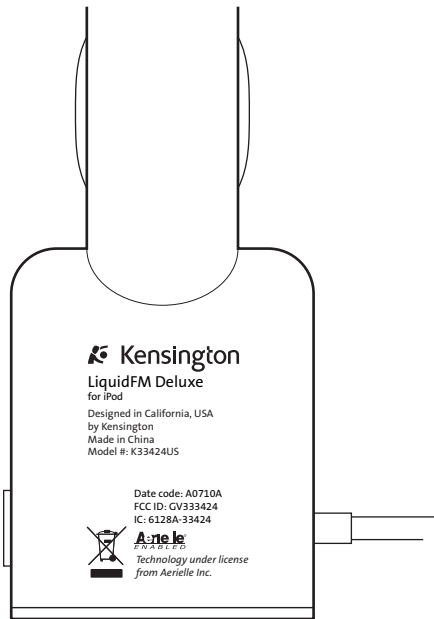 Kensington
LiquidFM Deluxe
for iPod
Designed in California, USA
by Kensington
Made in China
Model #: K33424US
Date code: A0710A
FCC ID: GV333424
IC: 6128A-33424
ENABLED
Technology under license
from Aerielle Inc.